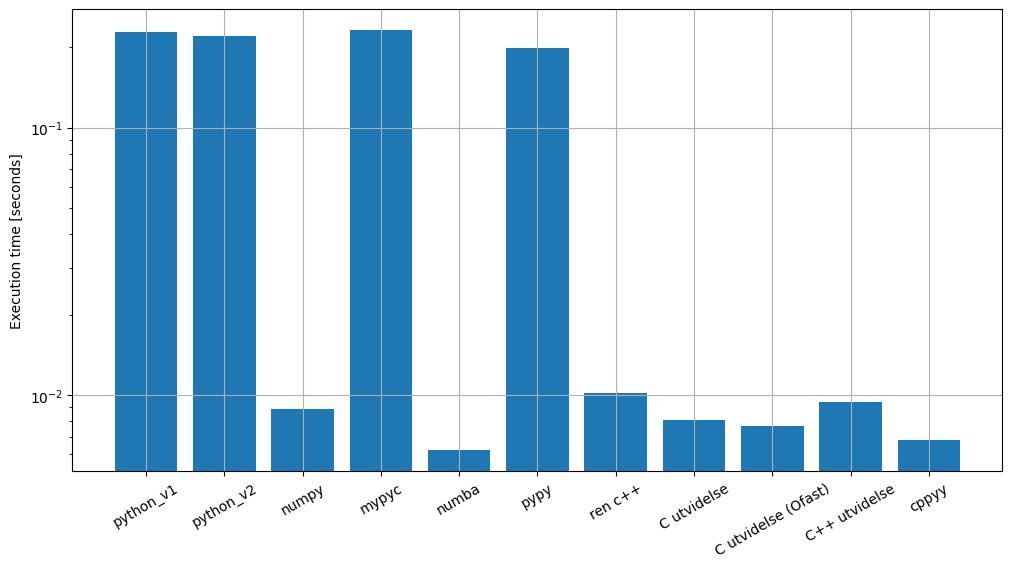 Execution time [seconds]
10⁻¹
10⁻²
python_v1
python_v2
numpy
mypyc
numba
pypy
ren c++
C utvidelse
C utvidelse (Ofast)
C++ utvidelse
cppyy